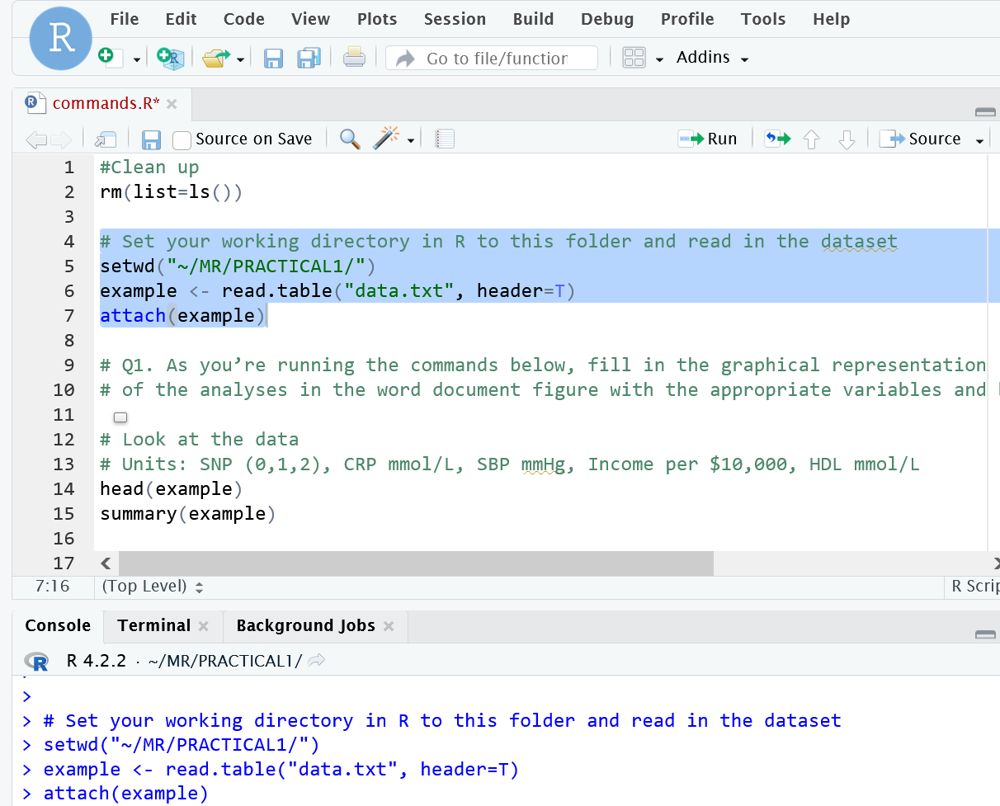 File Edit Code View Plots Session Build Debug Profile Tools Help
R
Go to file/function Addins
commands.R*
Source on Save Run Source
1 #Clean up
2 rm(list=ls())
3
4 # Set your working directory in R to this folder and read in the dataset
5 setwd("~/MR/PRACTICAL1/")
6 example <- read.table("data.txt", header=T)
7 attach(example)
8
9 # Q1. As you’re running the commands below, fill in the graphical representation
10 # of the analyses in the word document figure with the appropriate variables and
11
12 # Look at the data
13 # Units: SNP (0,1,2), CRP mmol/L, SBP mmHg, Income per $10,000, HDL mmol/L
14 head(example)
15 summary(example)
16
17
7:16 (Top Level) R Scrip
Console Terminal Background Jobs
R 4.2.2 · ~/MR/PRACTICAL1/
>
> # Set your working directory in R to this folder and read in the dataset
> setwd("~/MR/PRACTICAL1/")
> example <- read.table("data.txt", header=T)
> attach(example)